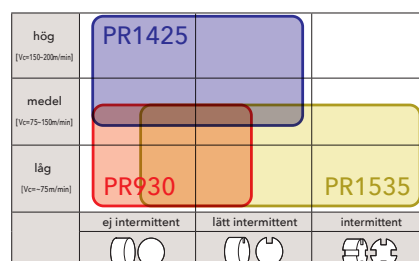 hög
[Vc=150-200m/min]
PR1425
medel
[Vc=75-150m/min]
låg
[Vc=~75m/min]
PR930
PR1535
ej intermittent
lätt intermittent
intermittent